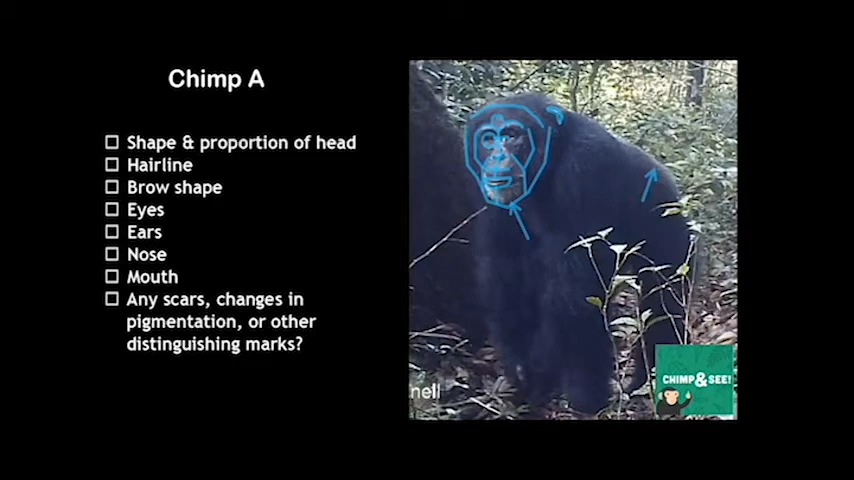 Chimp A
Shape & proportion of head
Hairline
Brow shape
Eyes
Ears
Nose
Mouth
Any scars, changes in
pigmentation, or other
distinguishing marks?
nell
CHIMP&SEE!